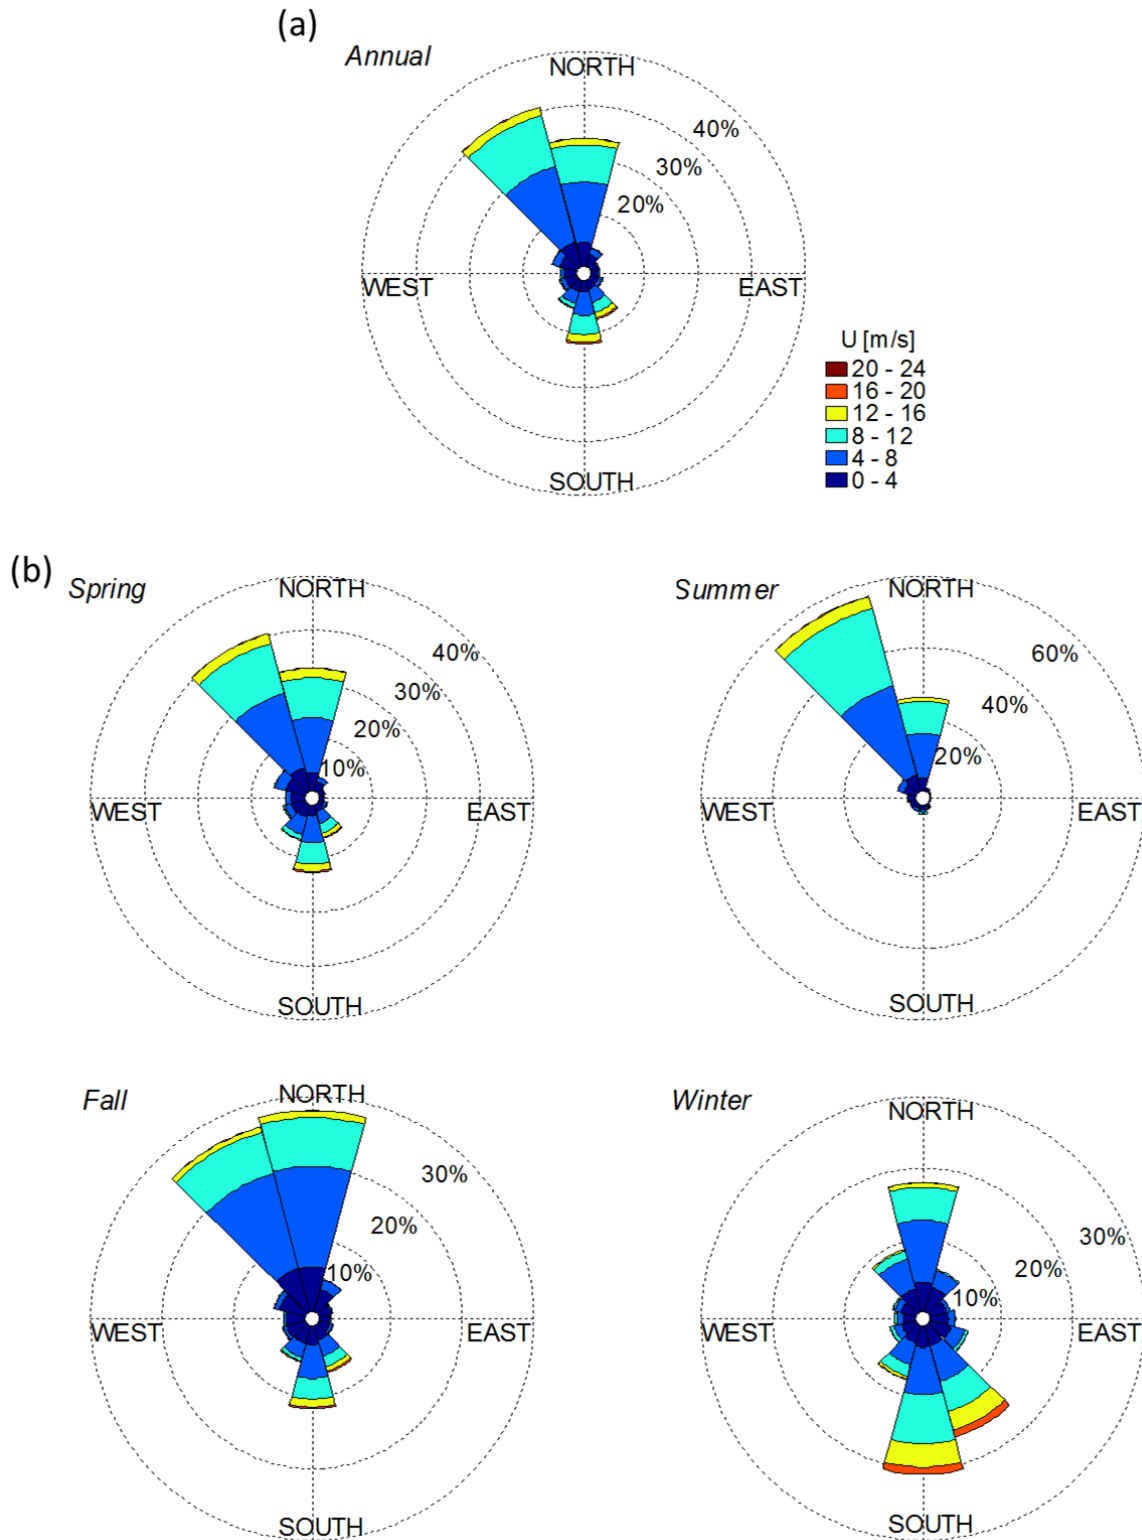 (a)
Annual
NORTH
40%
30%
20%
WEST
EAST
SOUTH
U [m/s]
20 - 24
16 - 20
12 - 16
8 - 12
4 - 8
0 - 4
(b)
Spring
NORTH
40%
30%
20%
10%
WEST
EAST
SOUTH
Summer
NORTH
60%
40%
20%
WEST
EAST
SOUTH
Fall
NORTH
30%
20%
10%
WEST
EAST
SOUTH
Winter
NORTH
30%
20%
10%
WEST
EAST
SOUTH